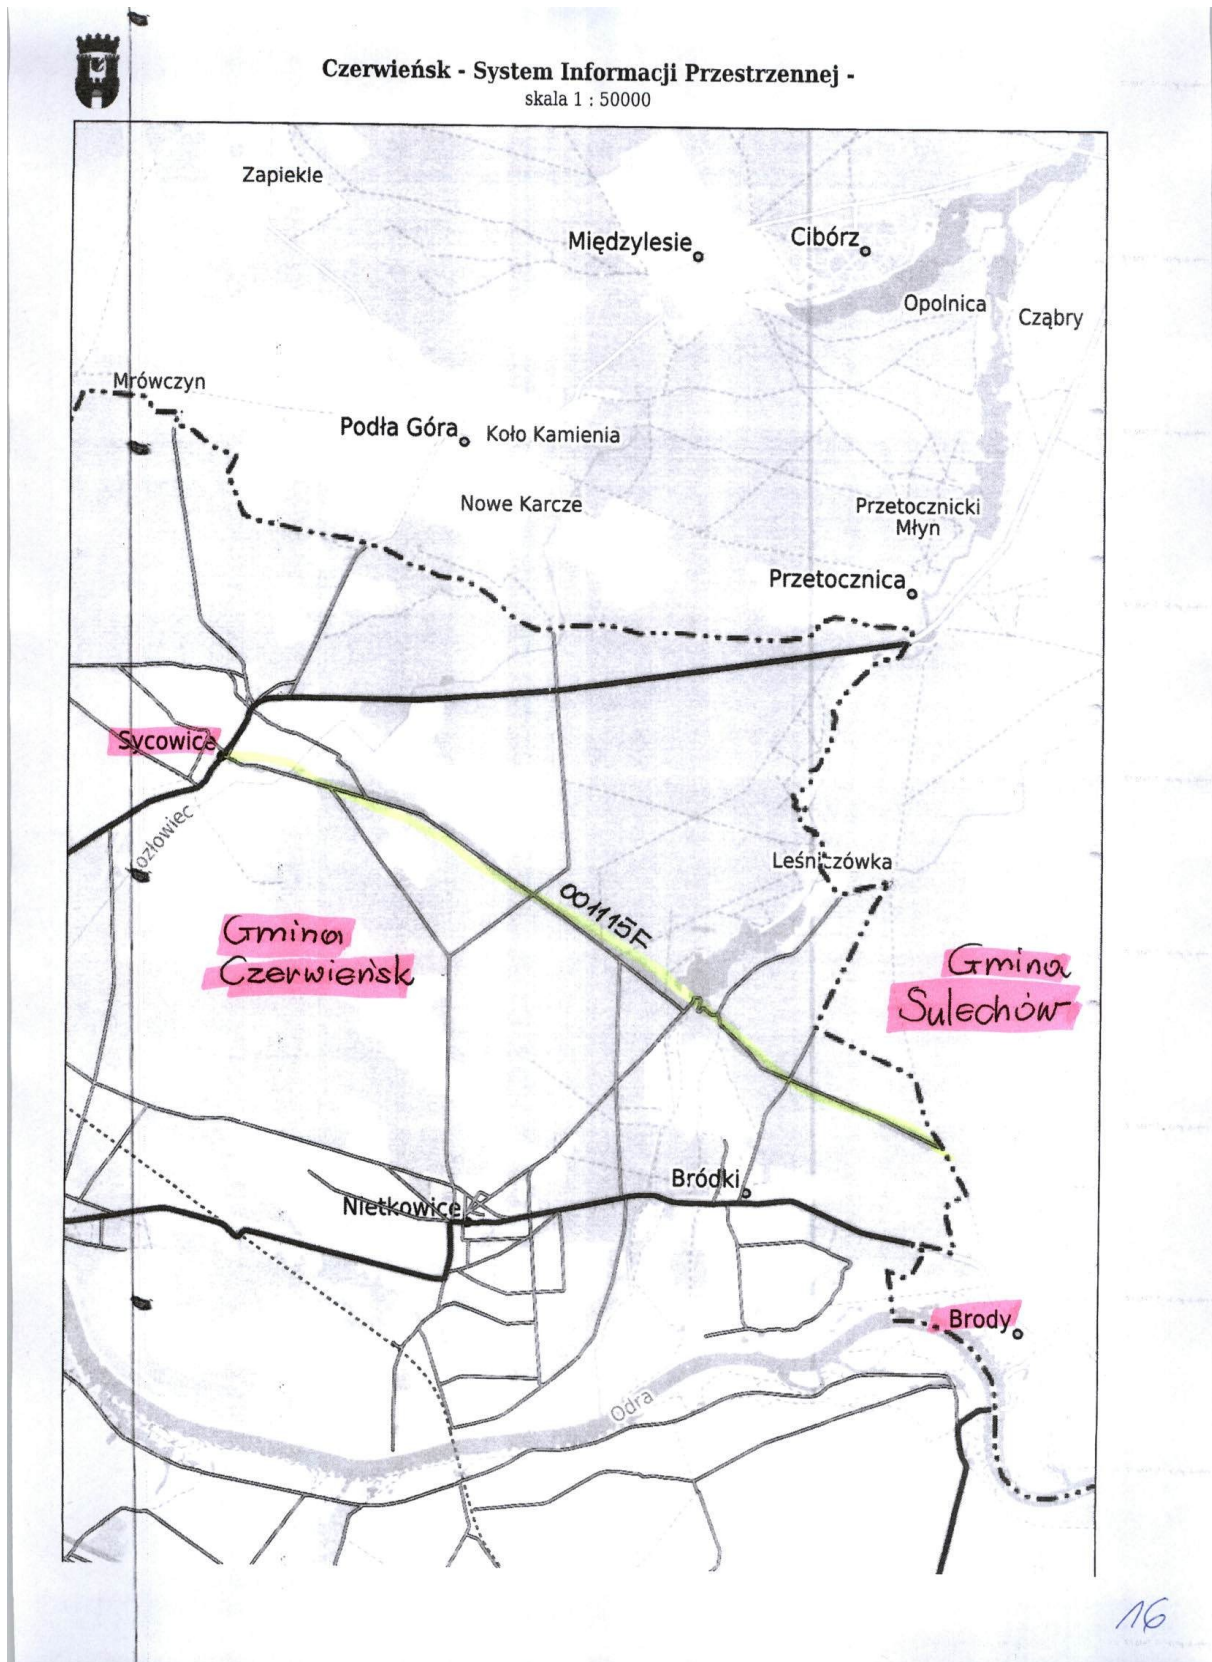 Czerwieńsk - System Informacji Przestrzennej -
skala 1 : 50000
Zapiekle
Międzylesie
Cibórz
Opolnica
Cząbry
Mrówczyn
Podła Góra
Koło Kamienia
Nowe Karcze
Przetocznicki
Młyn
Przetocznica
Sycowice
Kozłowiec
Leśniczówka
001115F
Gmina
Czerwieńsk
Gmina
Sulechów
Bródki
Nietkowice
Brody
Odra
16